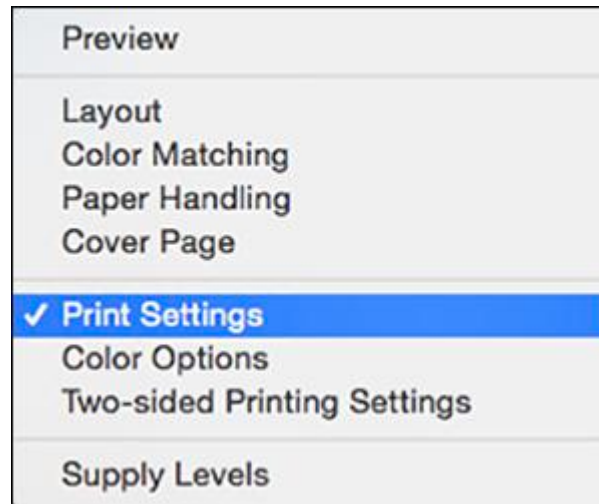 Preview
Layout
Color Matching
Paper Handling
Cover Page
✓ Print Settings
Color Options
Two-sided Printing Settings
Supply Levels